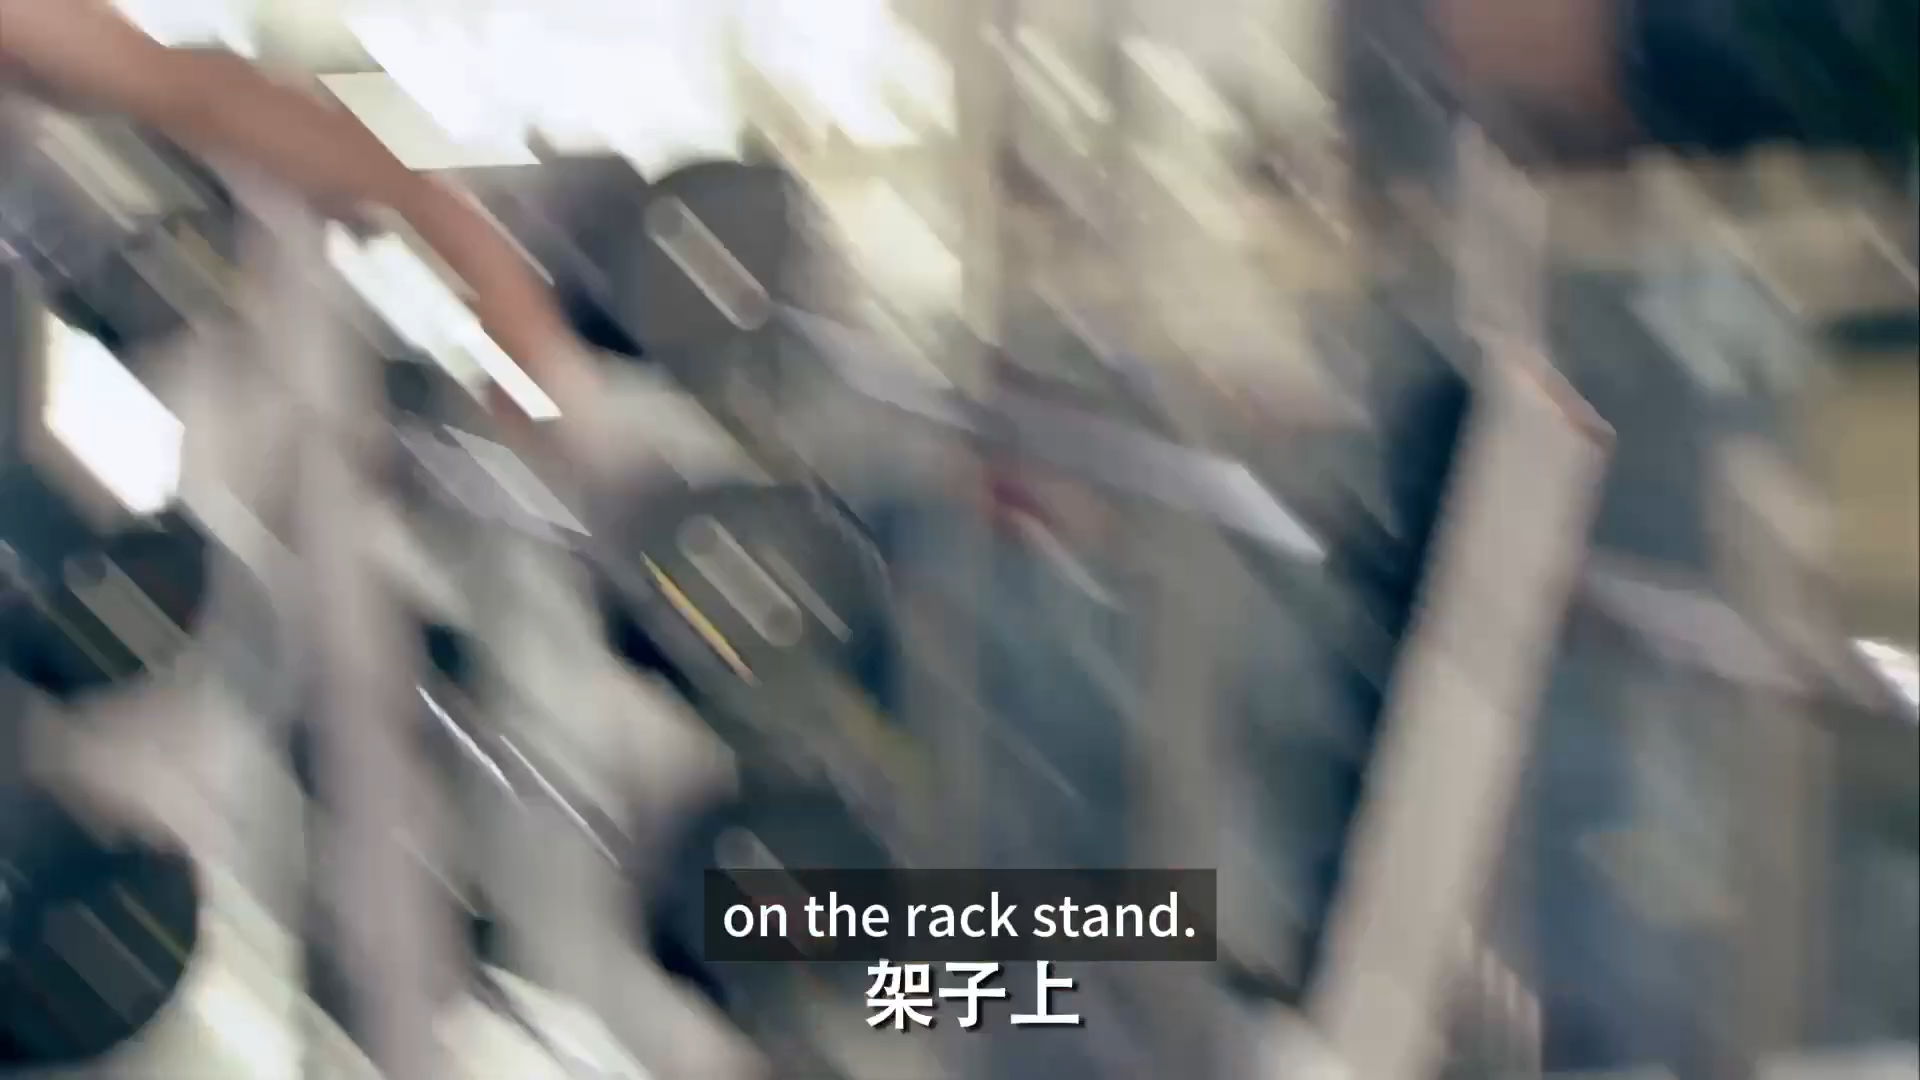 on the rack stand.
架子上